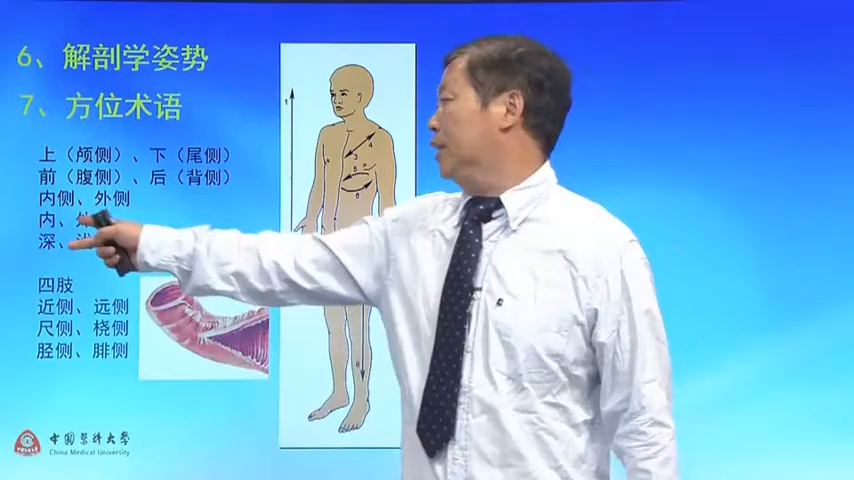 6、解剖学姿势
7、方位术语
上（颅侧）、下（尾侧）
前（腹侧）、后（背侧）
内侧、外侧
内、外
深、浅
四肢
近侧、远侧
尺侧、桡侧
胫侧、腓侧
中国医科大学
China Medical University